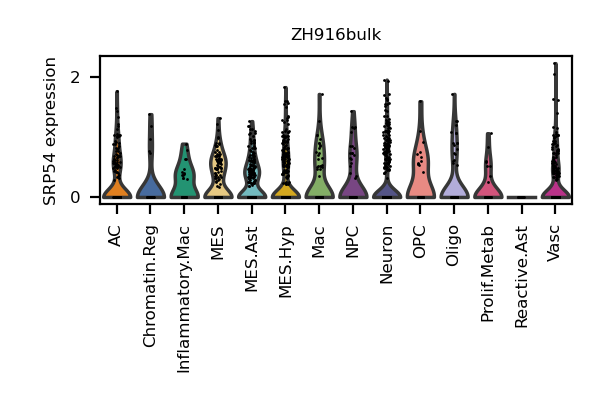 ZH916bulk
SRP54 expression
2
0
AC
Chromatin.Reg
Inflammatory.Mac
MES
MES.Ast
MES.Hyp
Mac
NPC
Neuron
OPC
Oligo
Prolif.Metab
Reactive.Ast
Vasc